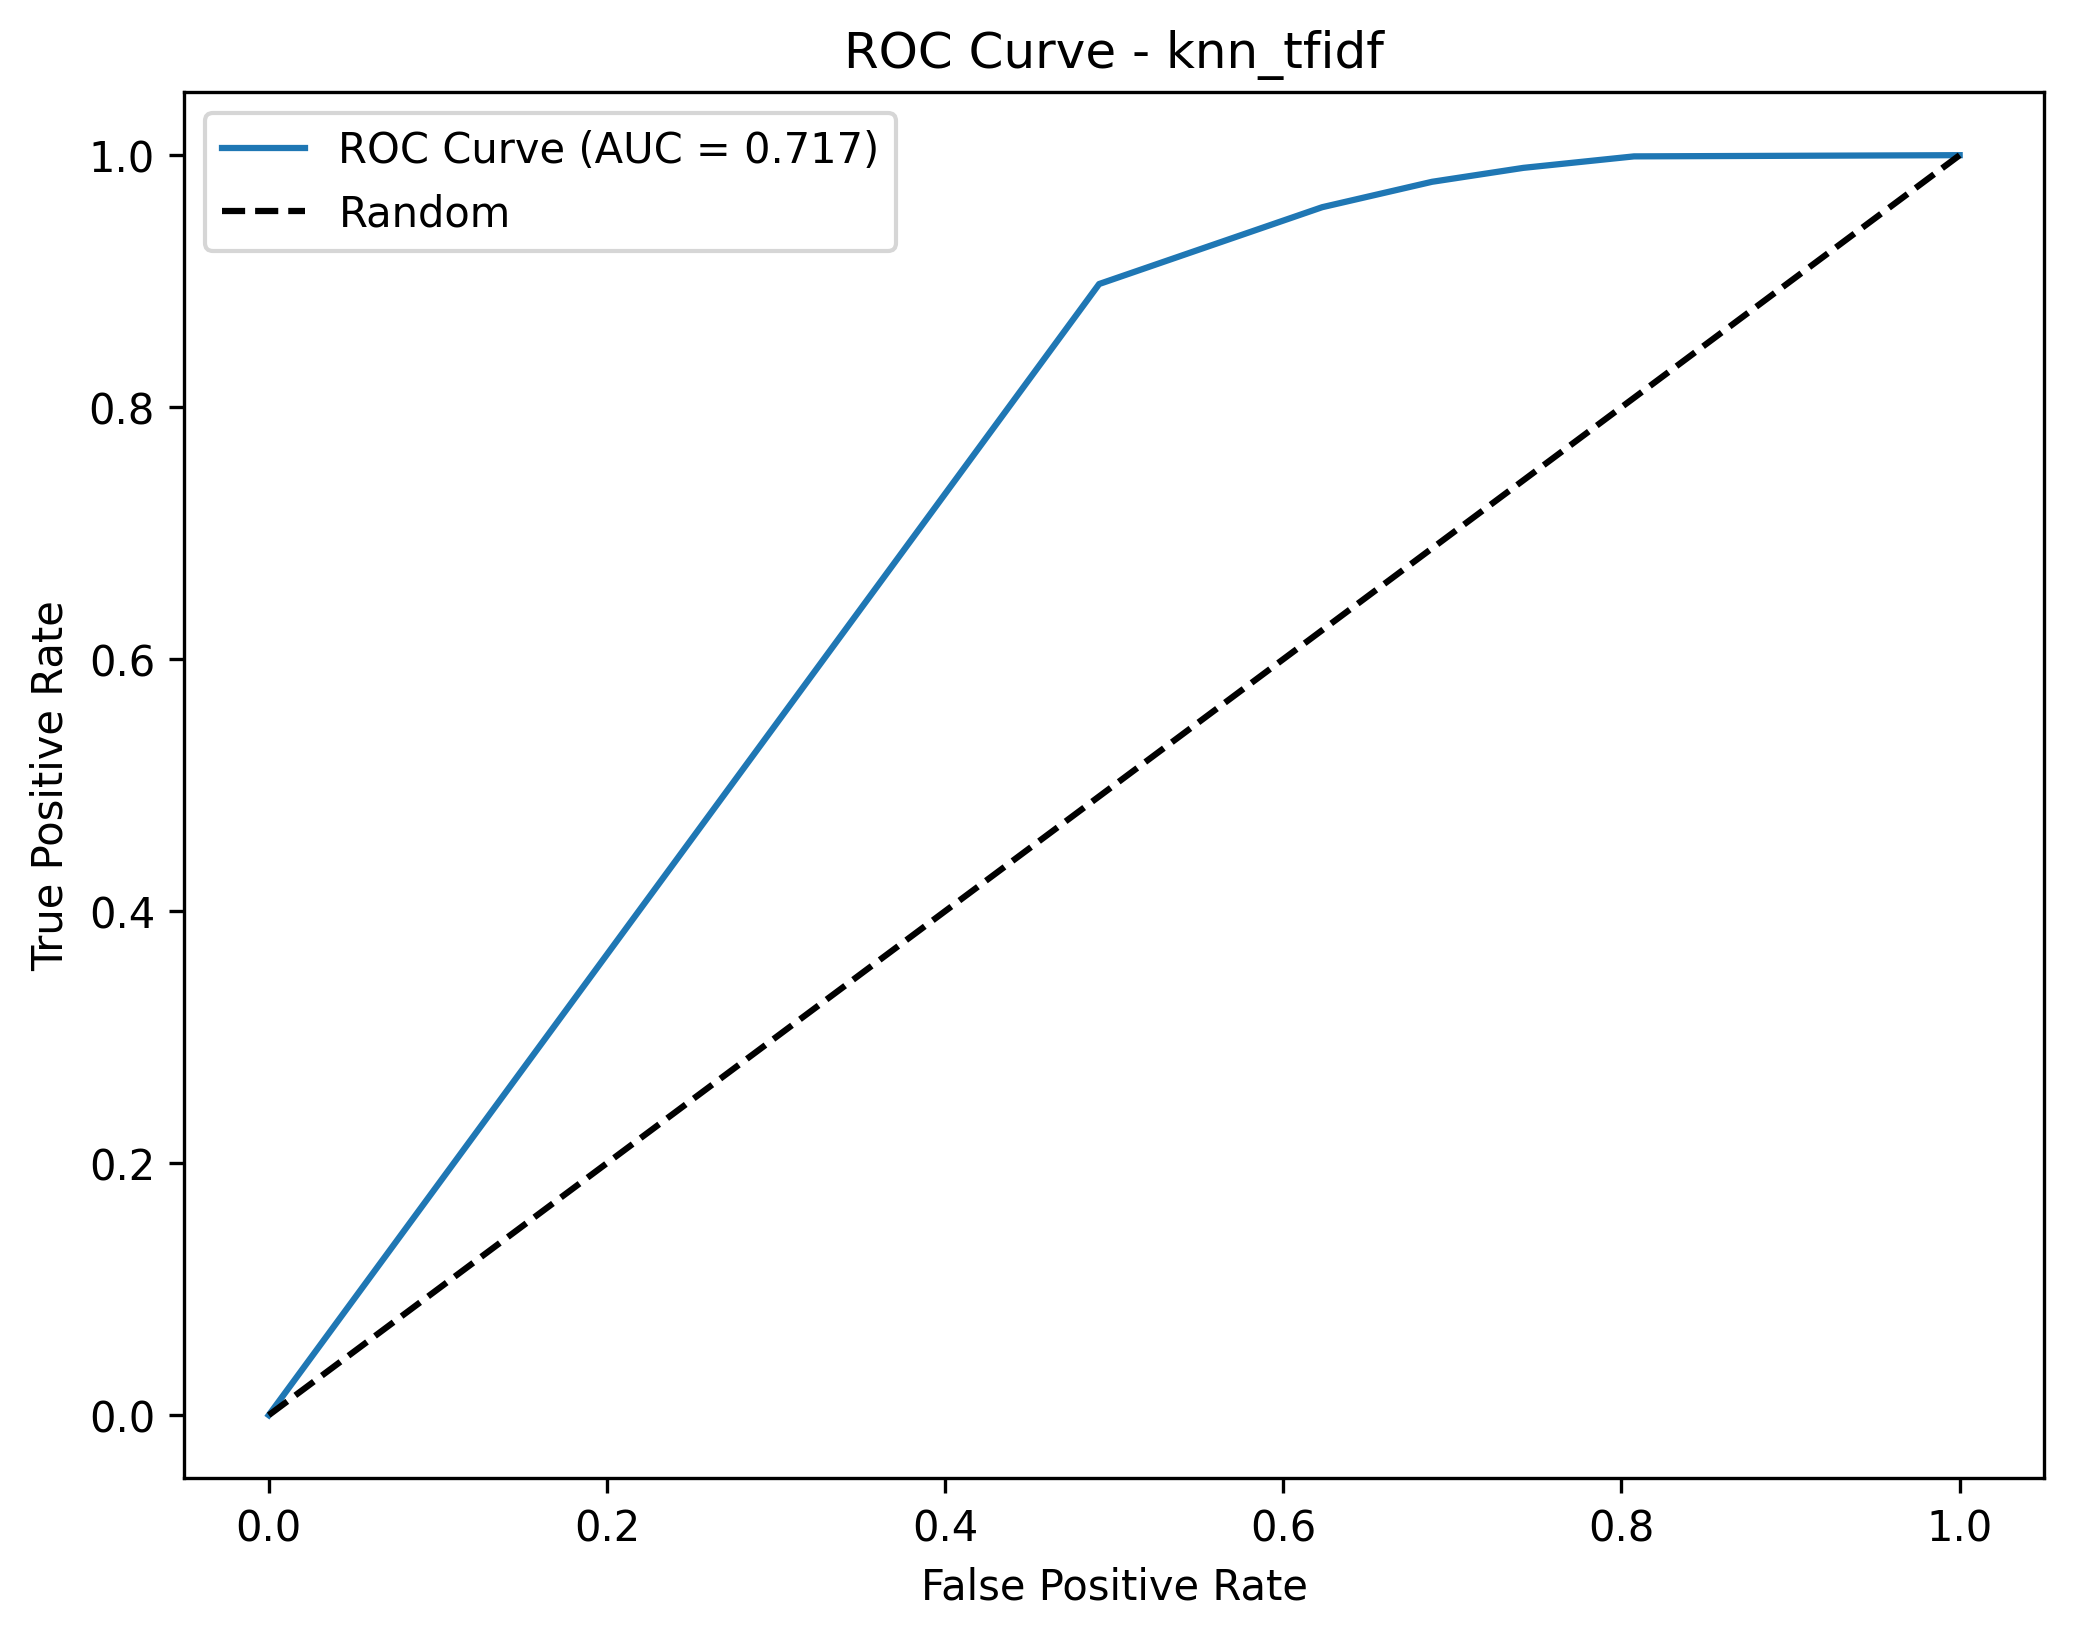 ROC Curve - knn_tfidf
ROC Curve (AUC = 0.717)
Random
1.0
0.8
0.6
0.4
0.2
0.0
True Positive Rate
0.0 0.2 0.4 0.6 0.8 1.0
False Positive Rate